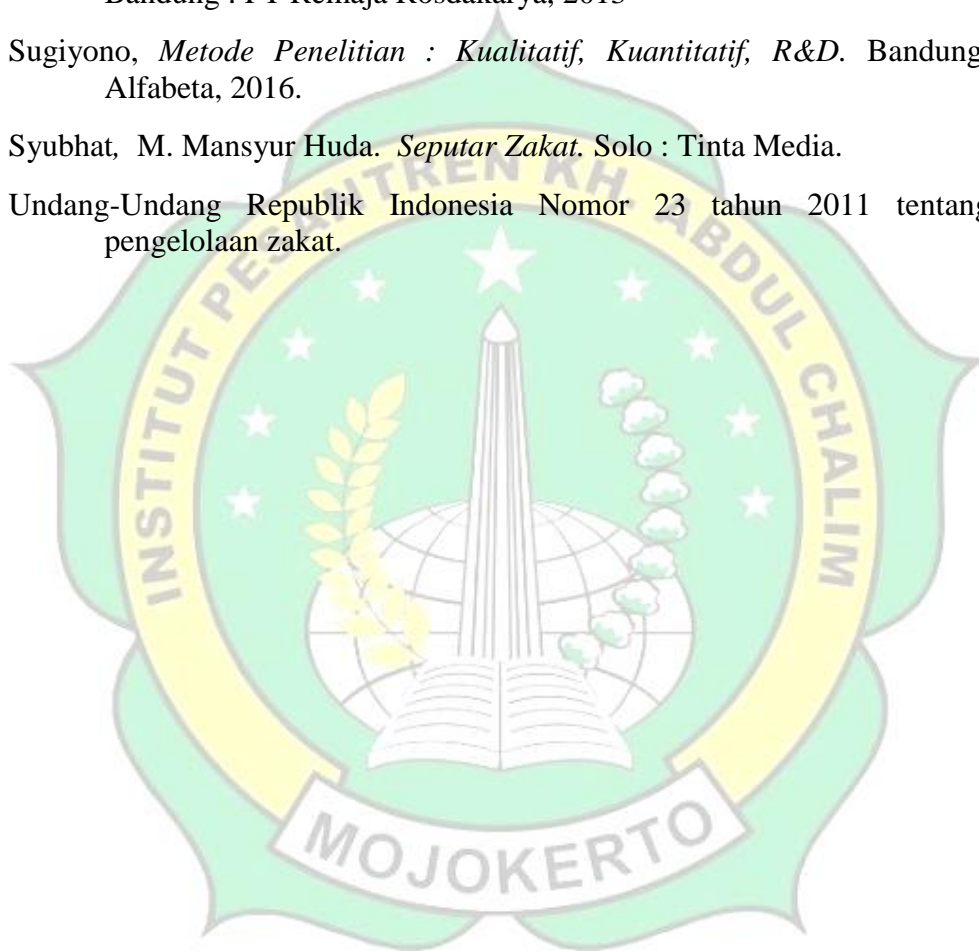 Bandung : PT Remaja Rosdakarya, 2013
Sugiyono, Metode Penelitian : Kualitatif, Kuantitatif, R&D. Bandung
Alfabeta, 2016.
Syubhat, M. Mansyur Huda. Seputar Zakat. Solo : Tinta Media.
Undang-Undang Republik Indonesia Nomor 23 tahun 2011 tentang
pengelolaan zakat.
INSTITUT PESANTREN KH. ABDUL CHALIM
MOJOKERTO